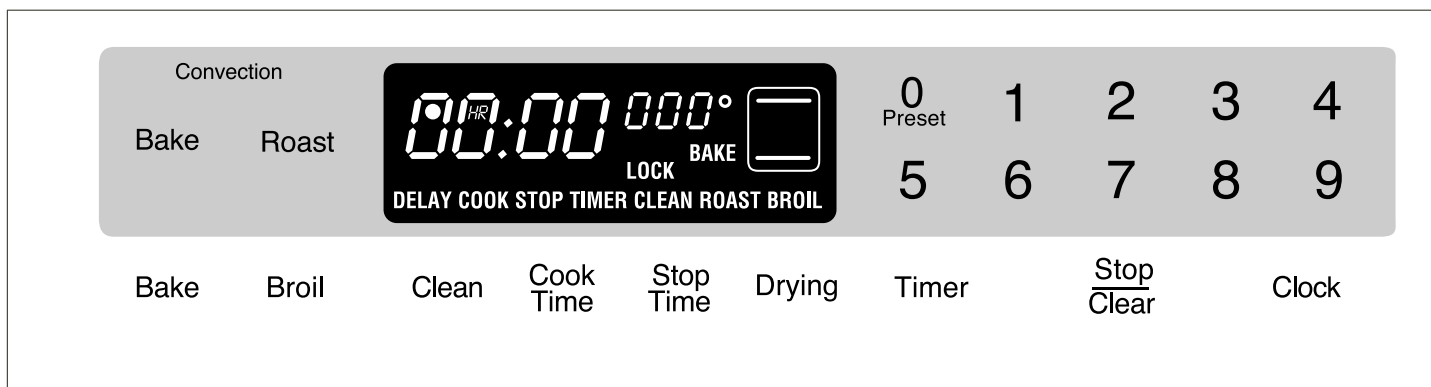 Convection
Bake Roast
00:00 HR 000°
BAKE
LOCK
DELAY COOK STOP TIMER CLEAN ROAST BROIL
0 1 2 3 4
Preset
5 6 7 8 9
Bake Broil Clean Cook Time Stop Time Drying Timer Stop Clear Clock